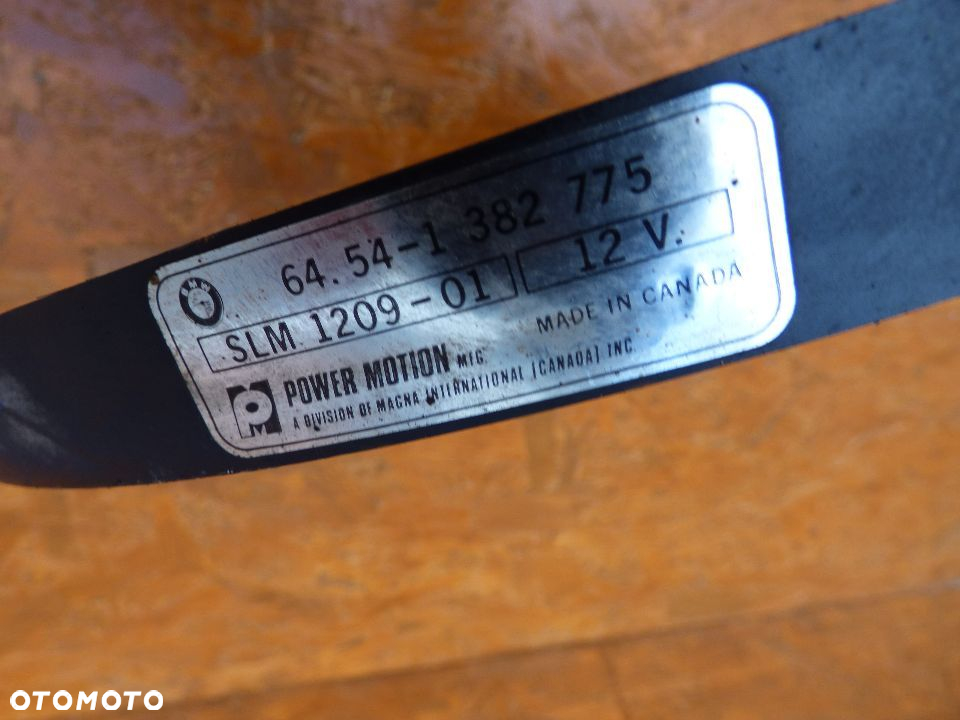 BMW
64.54-1 382 775
SLM 1209-01 12 V.
MADE IN CANADA
POWER MOTION MFG.
A DIVISION OF MAGNA INTERNATIONAL [CANADA] INC.
OTOMOTO